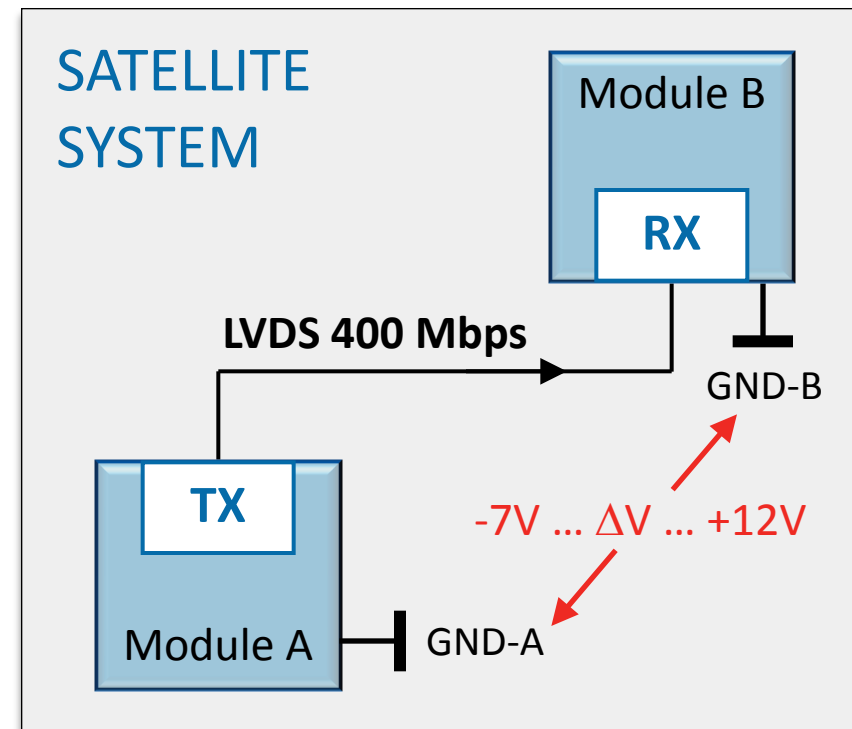 SATELLITE
SYSTEM
Module B
RX
LVDS 400 Mbps
GND-B
TX
-7V ... ΔV ... +12V
Module A
GND-A